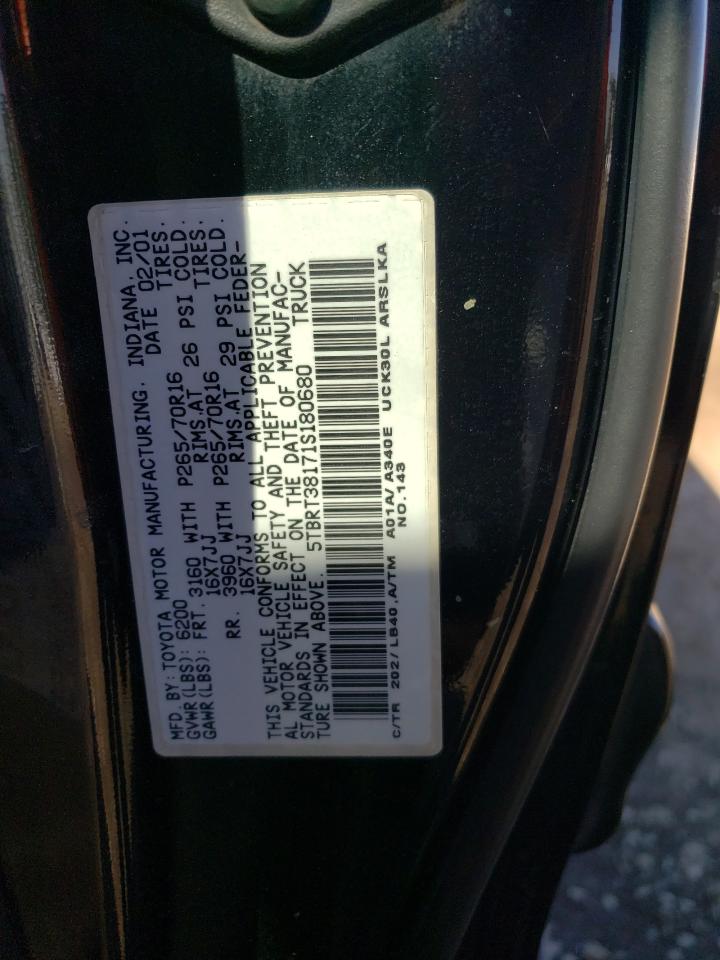 MFD. BY: TOYOTA MOTOR MANUFACTURING, INDIANA, INC.
GVWR(LBS): 6200 DATE 02/01
GAWR(LBS): FRT. 3160 WITH P265/70R16 TIRES,
16X7JJ RIMS,AT 26 PSI COLD.
RR. 3960 WITH P265/70R16 TIRES,
16X7JJ RIMS,AT 29 PSI COLD.
THIS VEHICLE CONFORMS TO ALL APPLICABLE FEDER-
AL MOTOR VEHICLE SAFETY AND THEFT PREVENTION
STANDARDS IN EFFECT ON THE DATE OF MANUFAC-
TURE SHOWN ABOVE. 5TBRT38171S180680 TRUCK
C/TR 202/LB40,A/TM A01A/A340E UCK30L ARSLKA
NO.143